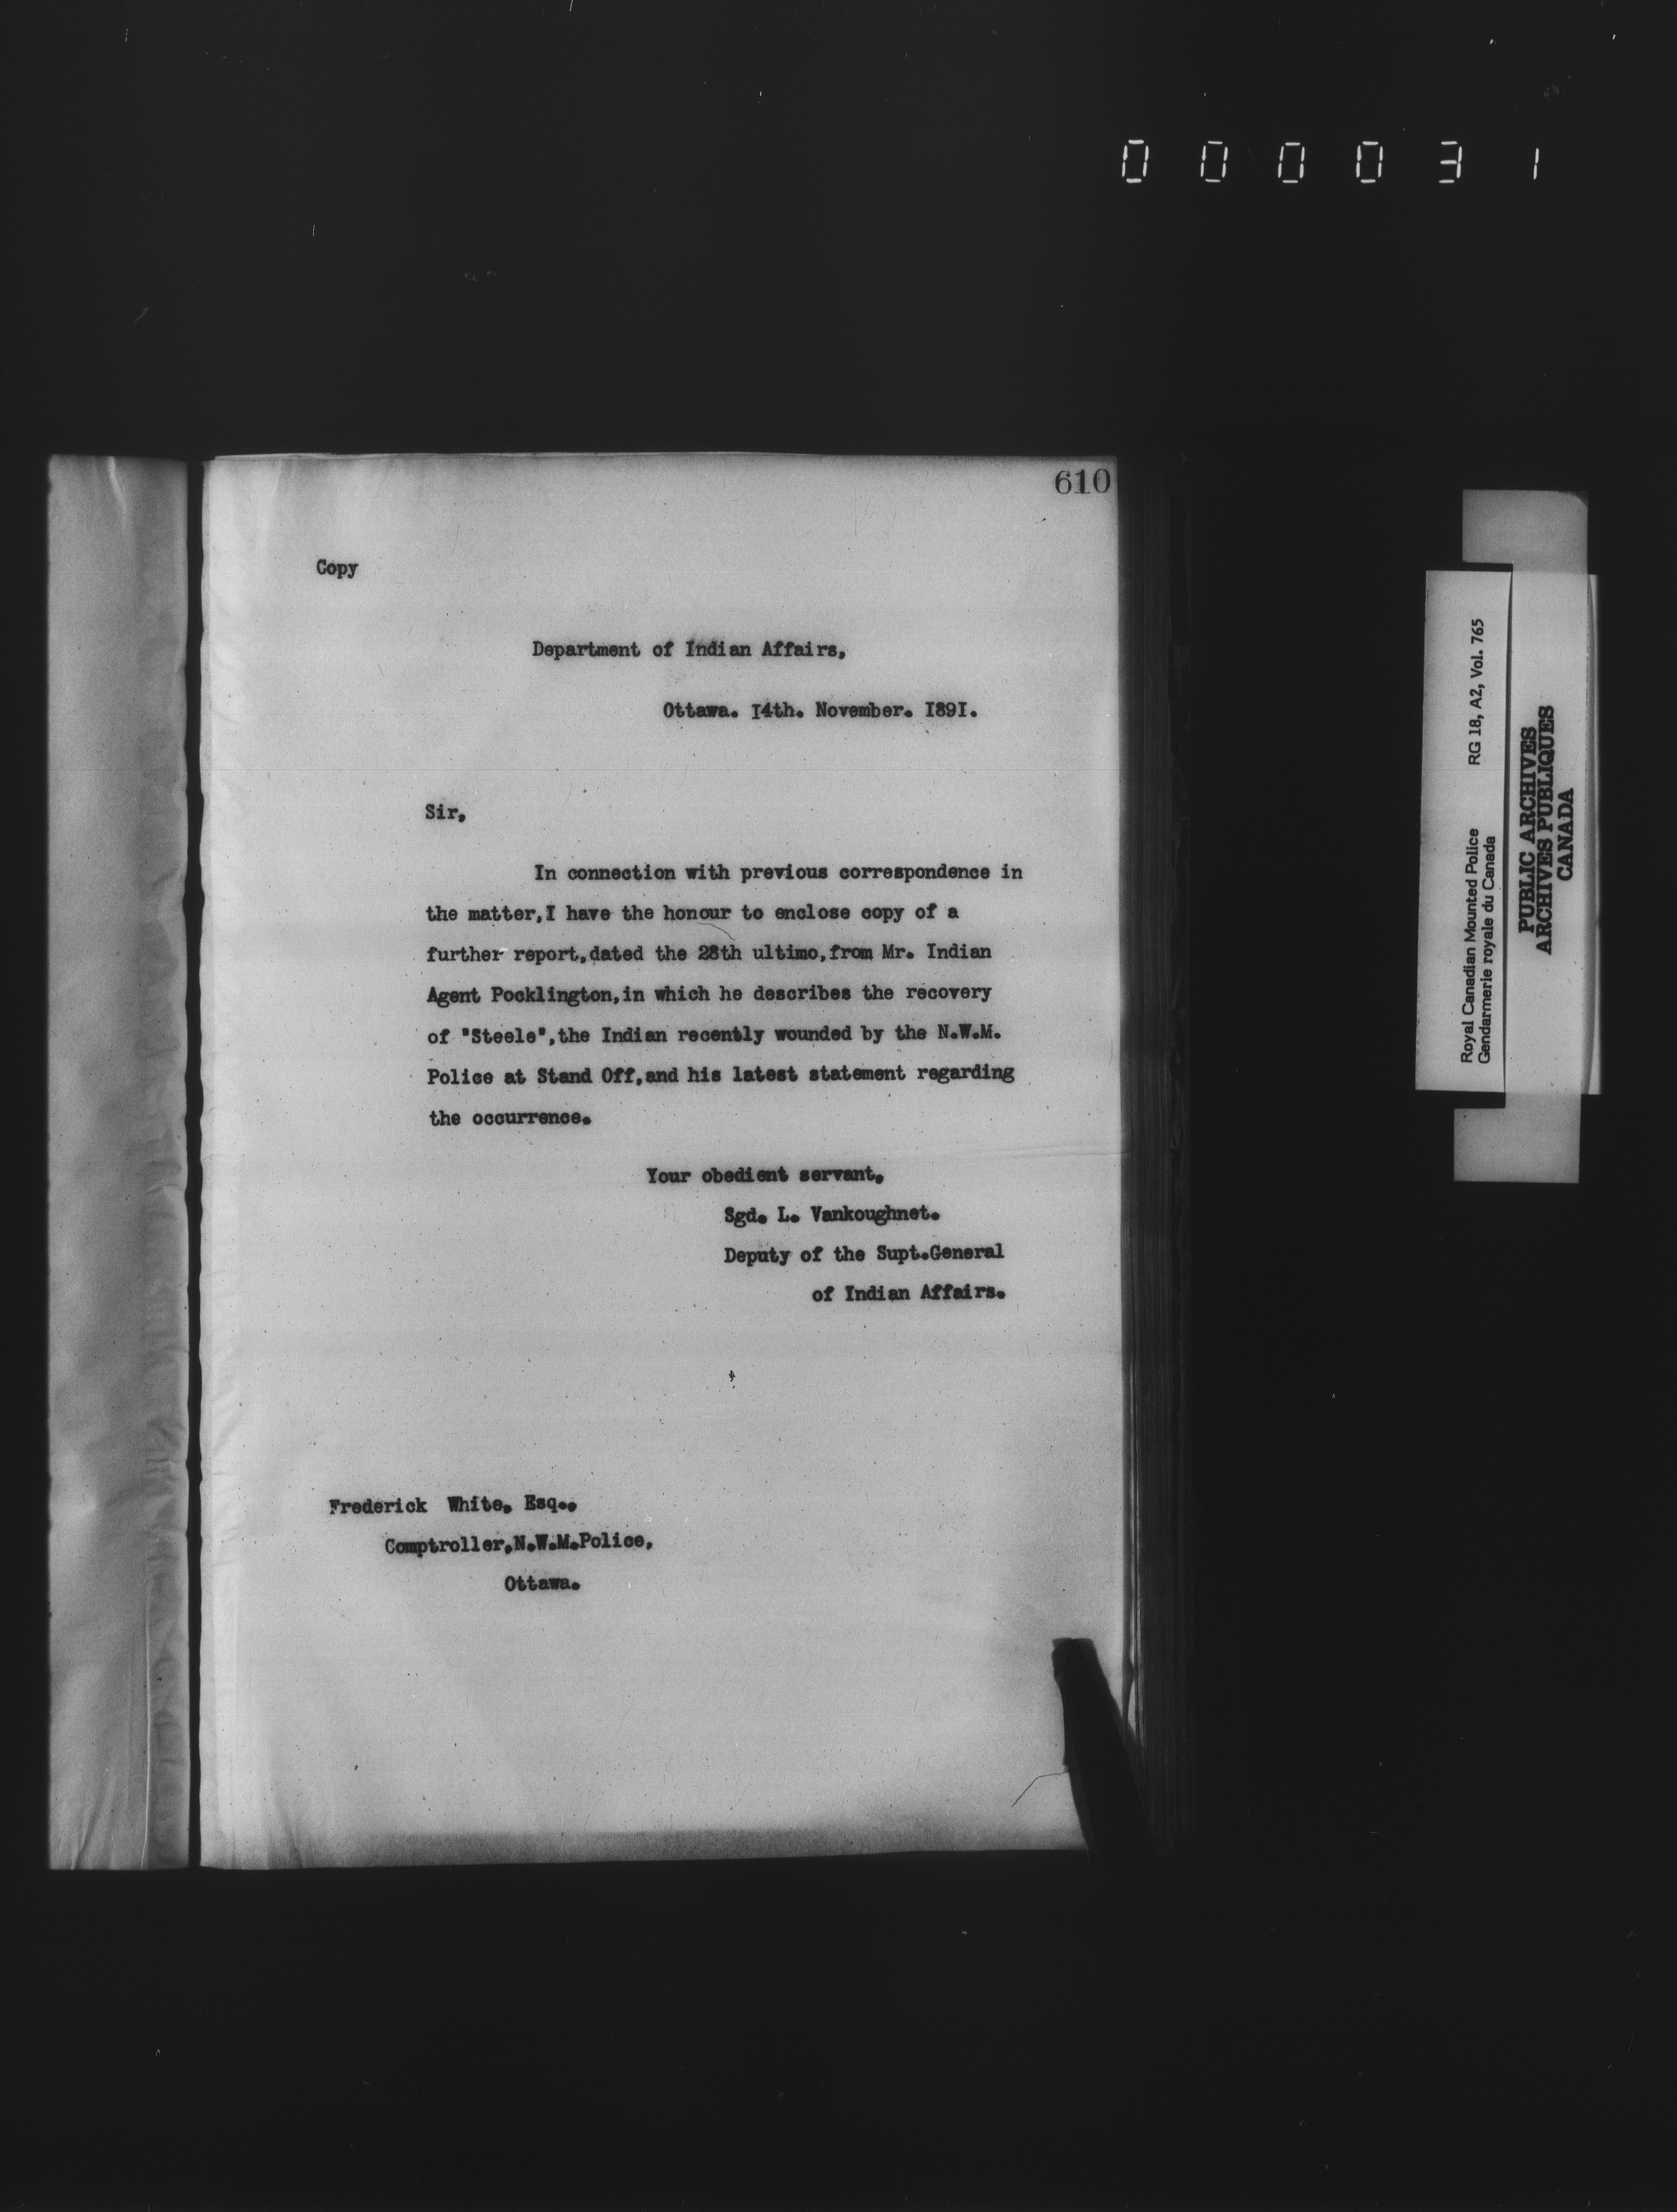 000031
610
Copy
Department of Indian Affairs,
Ottawa. I4th. November. I89I.
Sir,
In connection with previous correspondence in
the matter,I have the honour to enclose copy of a
further report,dated the 28th ultimo,from Mr. Indian
Agent Pocklington,in which he describes the recovery
of "Steele",the Indian recently wounded by the N.W.M.
Police at Stand Off,and his latest statement regarding
the occurrence.
Your obedient servant,
Sgd. L. Vankoughnet.
Deputy of the Supt.General
of Indian Affairs.
Frederick White, Esq.,
Comptroller,N.W.M.Police,
Ottawa.
Royal Canadian Mounted Police RG 18, A2, Vol. 765
Gendarmerie royale du Canada
PUBLIC ARCHIVES
ARCHIVES PUBLIQUES
CANADA